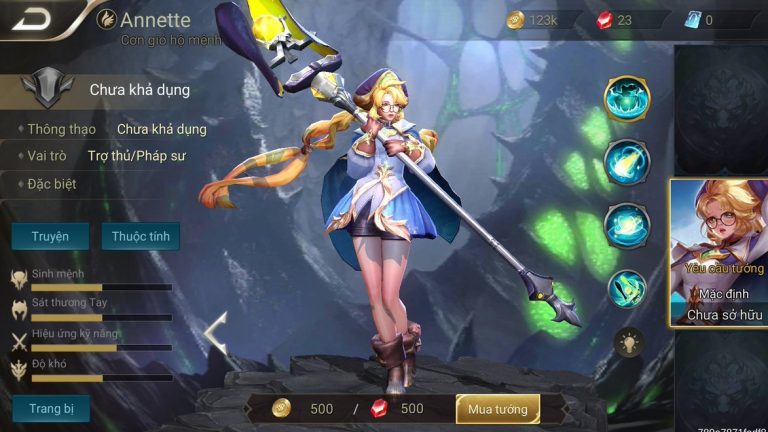 Annette
Cơn gió hộ mệnh
123k
23
0
Chưa khả dụng
Thông thạo Chưa khả dụng
Vai trò Trợ thủ/Pháp sư
Đặc biệt
Truyện
Thuộc tính
Sinh mệnh
Sát thương Tay
Hiệu ứng kỹ năng
Độ khó
Trang bị
500 / 500
Mua tướng
Yêu cầu tướng
Mặc định
Chưa sở hữu